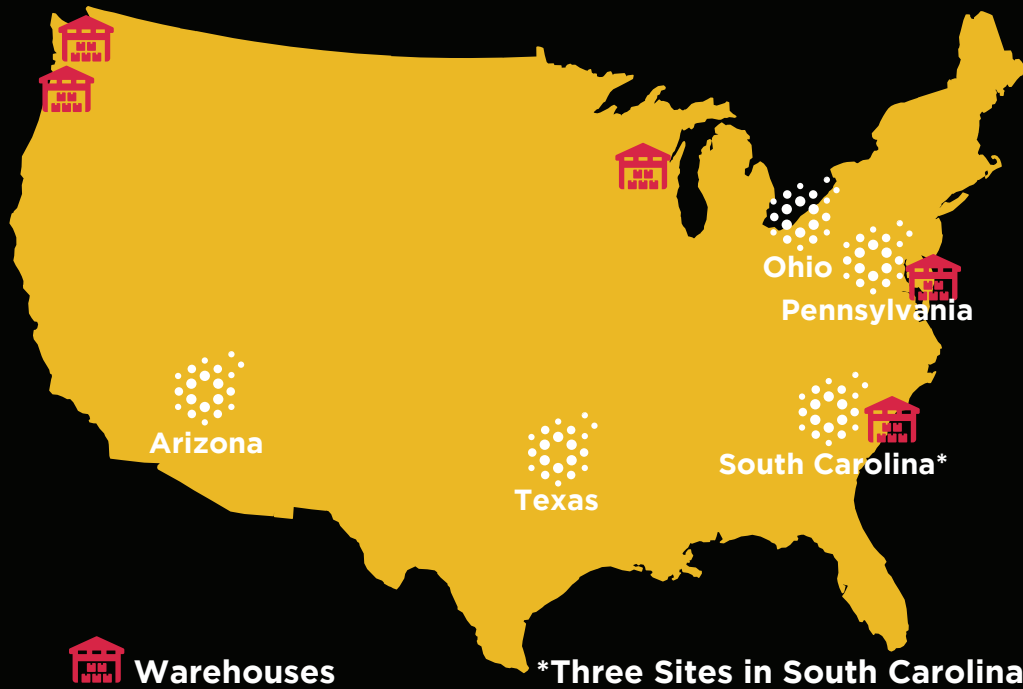 Ohio
Pennsylvania
Arizona
South Carolina*
Texas
Warehouses
*Three Sites in South Carolina